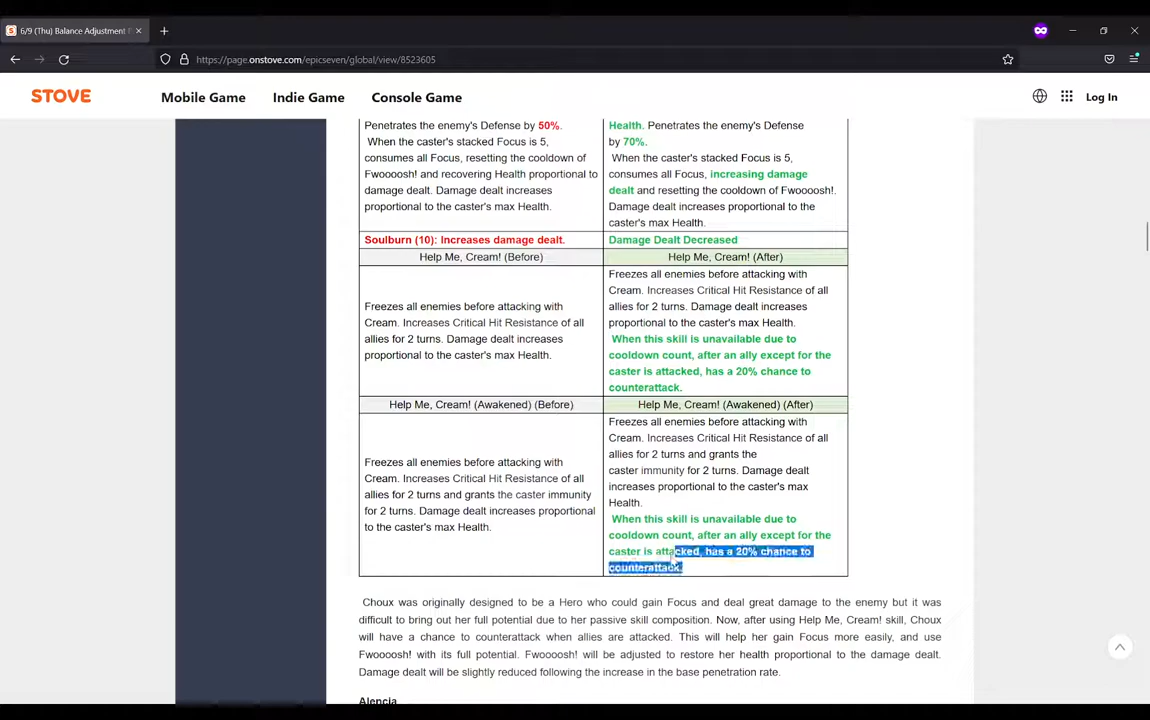 6/9 (Thu) Balance Adjustment
https://page.onstove.com/epicseven/global/view/8523605
STOVE
Mobile Game
Indie Game
Console Game
Log In
Penetrates the enemy's Defense by 50%.
When the caster's stacked Focus is 5,
consumes all Focus, resetting the cooldown of
Fwoooosh! and recovering Health proportional to
damage dealt. Damage dealt increases
proportional to the caster's max Health.
Health. Penetrates the enemy's Defense
by 70%.
When the caster's stacked Focus is 5,
consumes all Focus, increasing damage
dealt and resetting the cooldown of Fwoooosh!.
Damage dealt increases proportional to the
caster's max Health.
Soulburn (10): Increases damage dealt.
Damage Dealt Decreased
Help Me, Cream! (Before)
Help Me, Cream! (After)
Freezes all enemies before attacking with
Cream. Increases Critical Hit Resistance of all
allies for 2 turns. Damage dealt increases
proportional to the caster's max Health.
Freezes all enemies before attacking with
Cream. Increases Critical Hit Resistance of all
allies for 2 turns. Damage dealt increases
proportional to the caster's max Health.
When this skill is unavailable due to
cooldown count, after an ally except for the
caster is attacked, has a 20% chance to
counterattack.
Help Me, Cream! (Awakened) (Before)
Help Me, Cream! (Awakened) (After)
Freezes all enemies before attacking with
Cream. Increases Critical Hit Resistance of all
allies for 2 turns and grants the caster immunity
for 2 turns. Damage dealt increases proportional
to the caster's max Health.
Freezes all enemies before attacking with
Cream. Increases Critical Hit Resistance of all
allies for 2 turns and grants the
caster immunity for 2 turns. Damage dealt
increases proportional to the caster's max
Health.
When this skill is unavailable due to
cooldown count, after an ally except for the
caster is attacked, has a 20% chance to
counterattack.
Choux was originally designed to be a Hero who could gain Focus and deal great damage to the enemy but it was
difficult to bring out her full potential due to her passive skill composition. Now, after using Help Me, Cream! skill, Choux
will have a chance to counterattack when allies are attacked. This will help her gain Focus more easily, and use
Fwoooosh! with its full potential. Fwoooosh! will be adjusted to restore her health proportional to the damage dealt.
Damage dealt will be slightly reduced following the increase in the base penetration rate.
Alencia